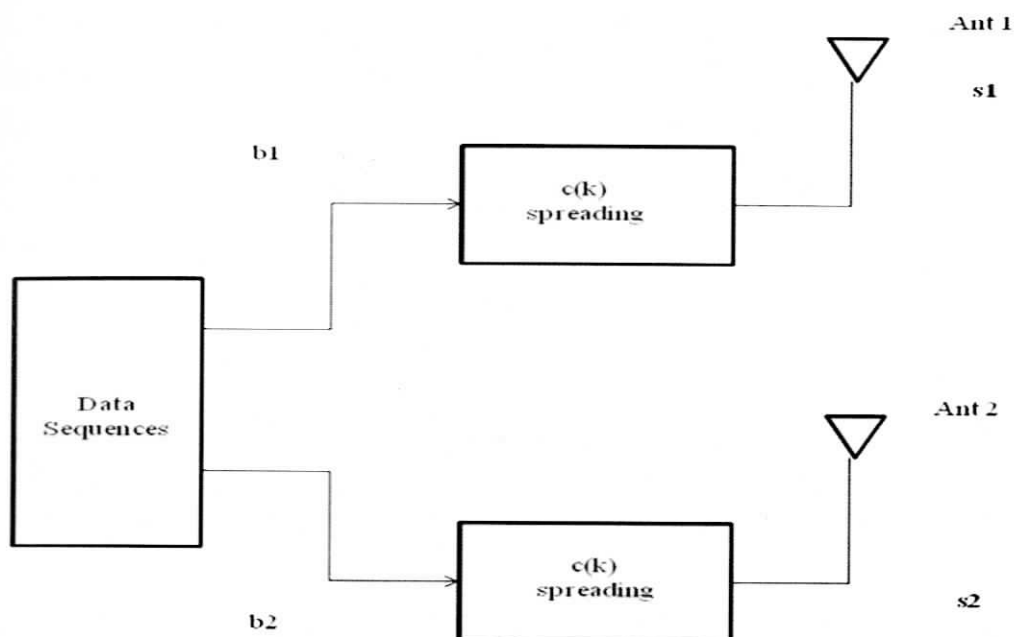 Ant 1
s1
b1
c(k)
spreading
Data
Sequences
Ant 2
c(k)
spreading
s2
b2